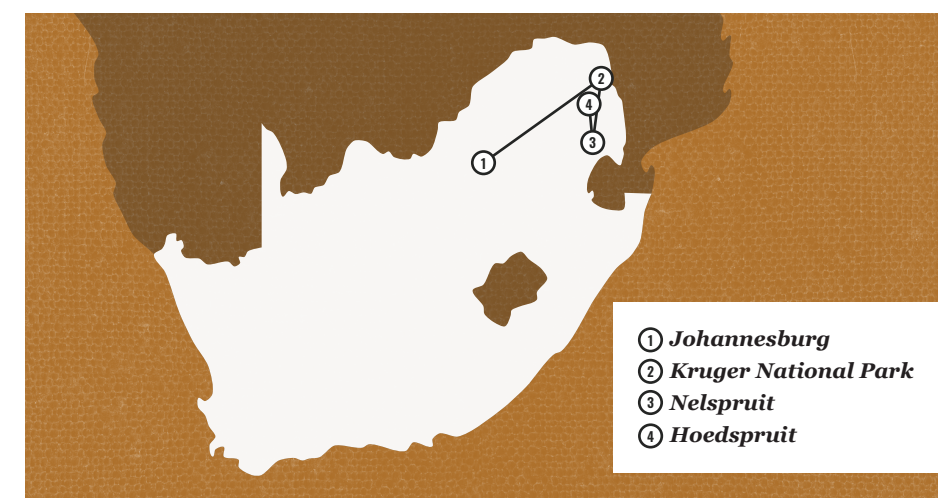 2
4
3
1
1 Johannesburg
2 Kruger National Park
3 Nelspruit
4 Hoedspruit